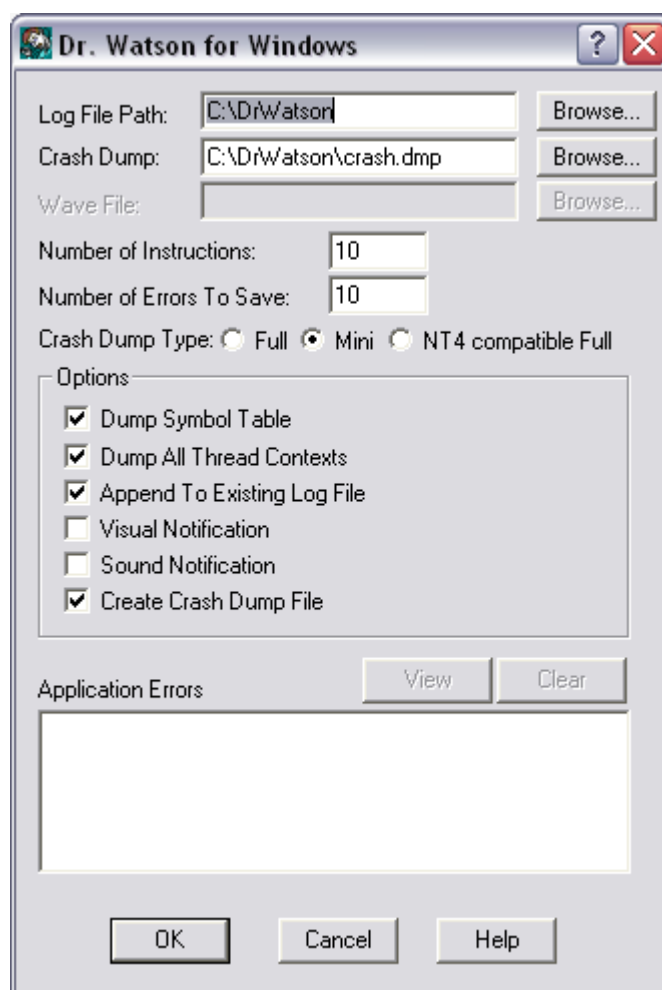 Dr. Watson for Windows
Log File Path: C:\DrWatson Browse...
Crash Dump: C:\DrWatson\crash.dmp Browse...
Wave File: Browse...
Number of Instructions: 10
Number of Errors To Save: 10
Crash Dump Type: Full Mini NT4 compatible Full
Options
Dump Symbol Table
Dump All Thread Contexts
Append To Existing Log File
Visual Notification
Sound Notification
Create Crash Dump File
Application Errors View Clear
OK Cancel Help